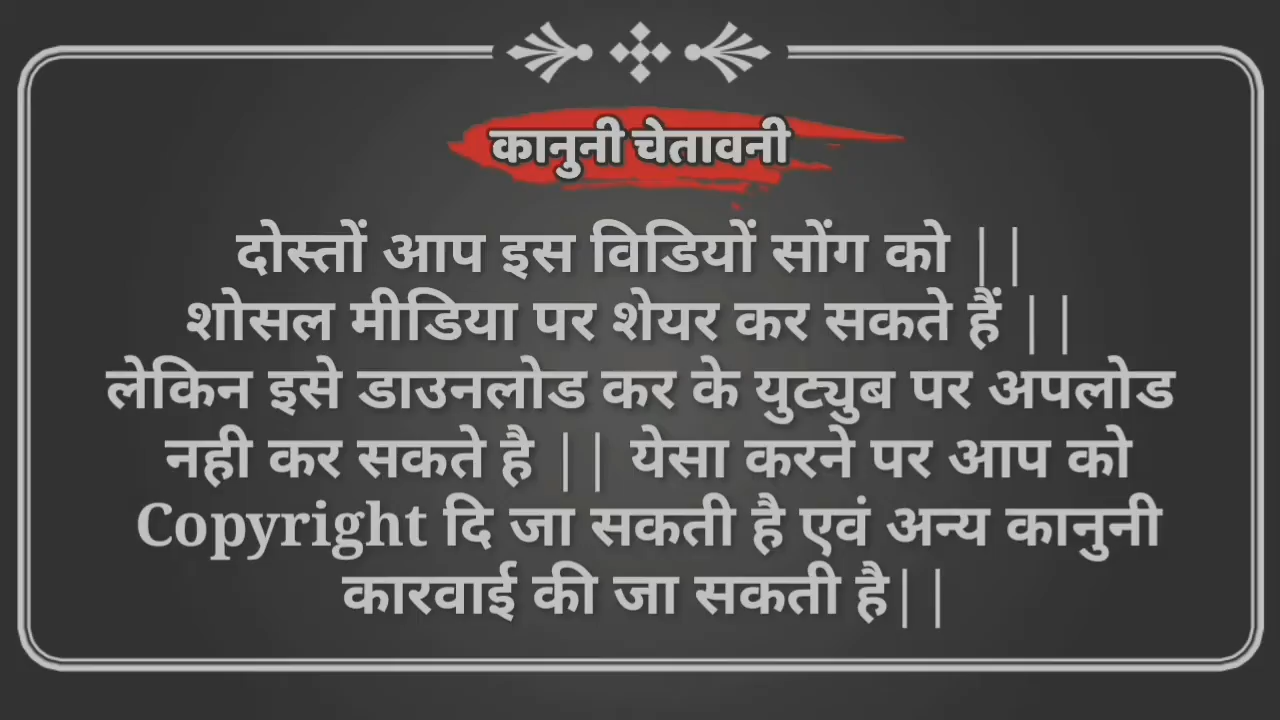 कानुनी चेतावनी
दोस्तों आप इस विडियों सोंग को ||
शोसल मीडिया पर शेयर कर सकते हैं ||
लेकिन इसे डाउनलोड कर के युट्युब पर अपलोड
नही कर सकते है || येसा करने पर आप को
Copyright दि जा सकती है एवं अन्य कानुनी
कारवाई की जा सकती है||